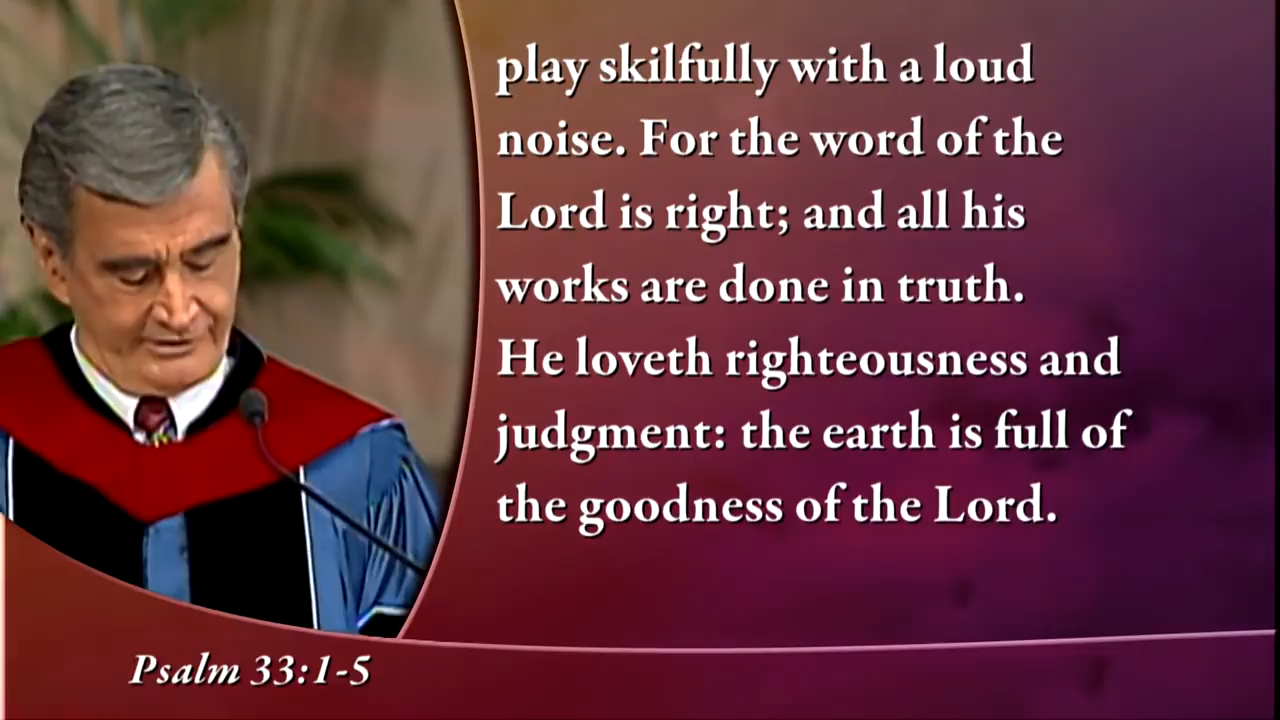 play skilfully with a loud
noise. For the word of the
Lord is right; and all his
works are done in truth.
He loveth righteousness and
judgment: the earth is full of
the goodness of the Lord.
Psalm 33:1-5